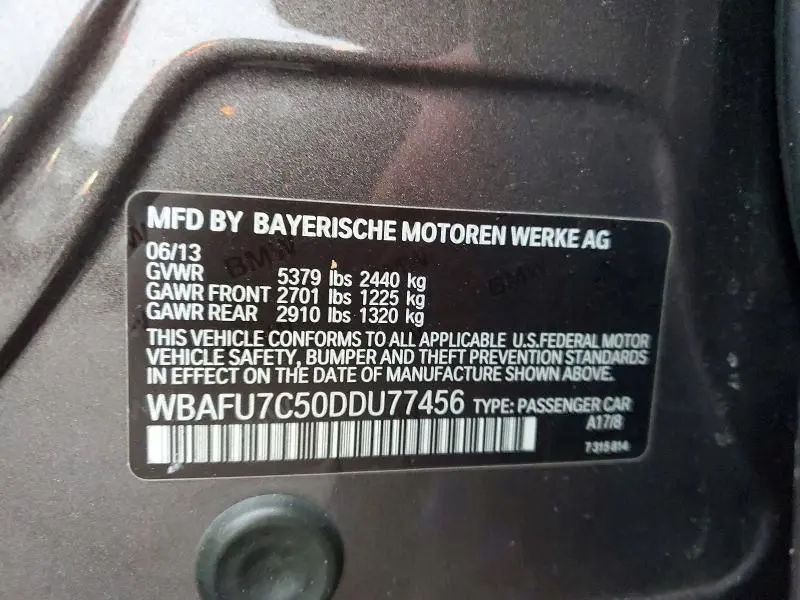 MFD BY BAYERISCHE MOTOREN WERKE AG
06/13
GVWR 5379 lbs 2440 kg
GAWR FRONT 2701 lbs 1225 kg
GAWR REAR 2910 lbs 1320 kg
THIS VEHICLE CONFORMS TO ALL APPLICABLE U.S.FEDERAL MOTOR
VEHICLE SAFETY, BUMPER AND THEFT PREVENTION STANDARDS
IN EFFECT ON THE DATE OF MANUFACTURE SHOWN ABOVE.
WBAFU7C50DDU77456 TYPE: PASSENGER CAR
A17/8
7315814
BMW